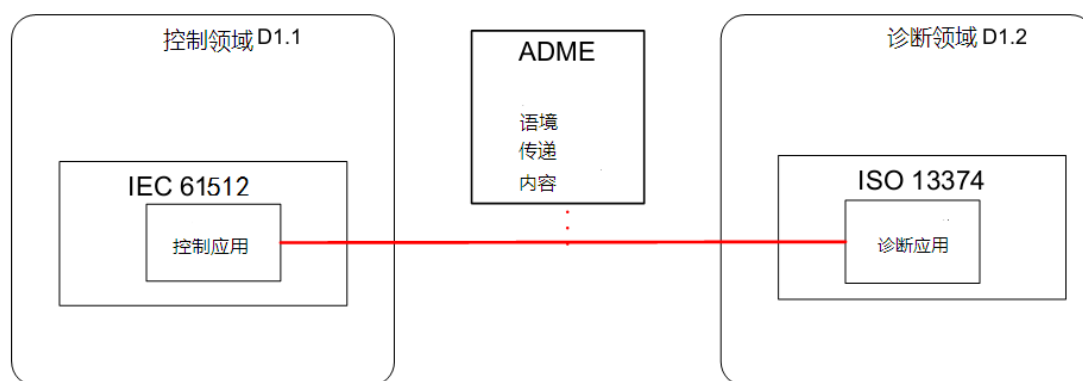 控制领域 D1.1
IEC 61512
控制应用
ADME
语境
传递
内容
诊断领域 D1.2
ISO 13374
诊断应用